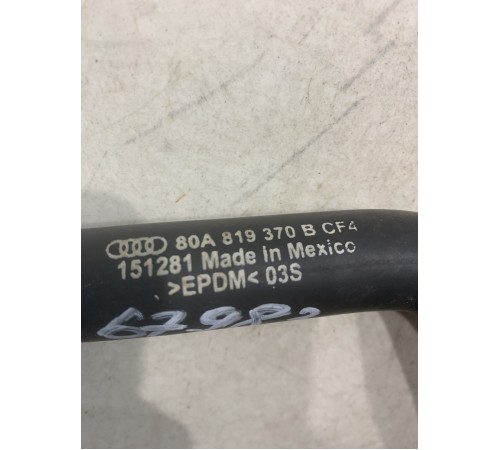 80A 819 370 B CF4
151281 Made in Mexico
>EPDM< 03S